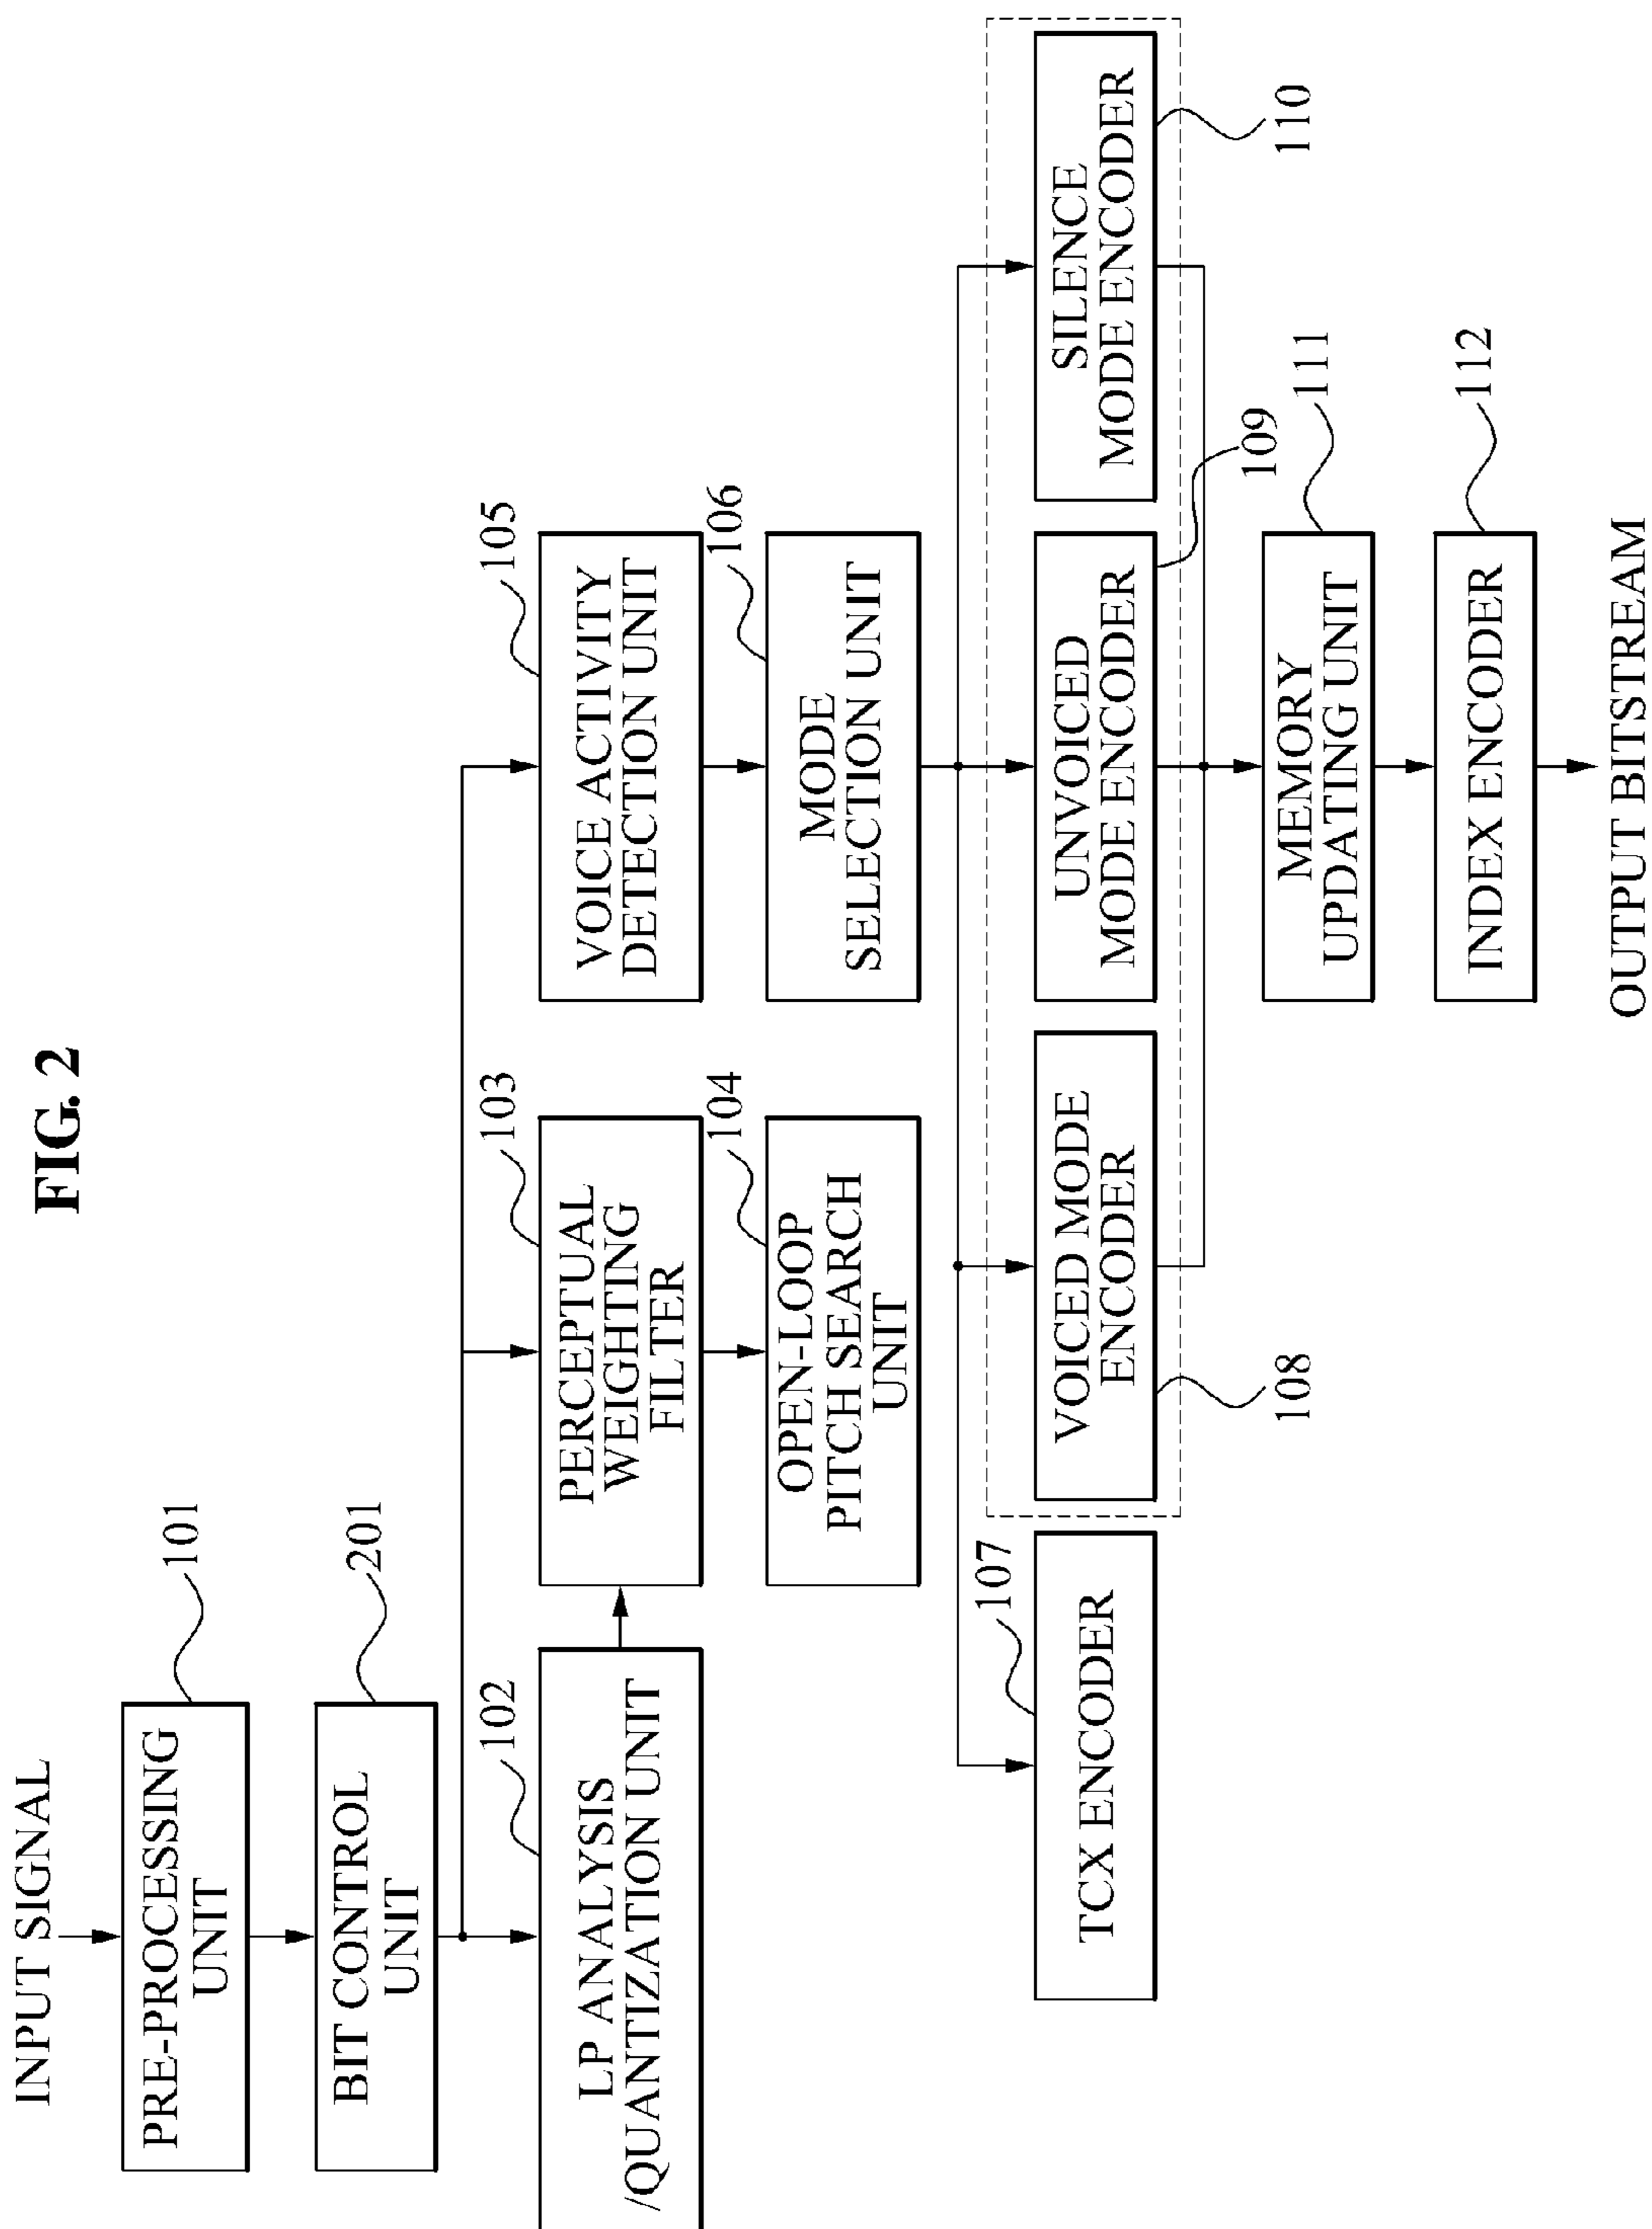 FIG. 2
INPUT SIGNAL
PRE-PROCESSING
UNIT
101
BIT CONTROL
UNIT
201
LP ANALYSIS
/QUANTIZATION UNIT
102
PERCEPTUAL
WEIGHTING
FILTER
103
VOICE ACTIVITY
DETECTION UNIT
105
OPEN-LOOP
PITCH SEARCH
UNIT
104
MODE
SELECTION UNIT
106
TCX ENCODER
107
VOICED MODE
ENCODER
108
UNVOICED
MODE ENCODER
109
SILENCE
MODE ENCODER
110
MEMORY
UPDATING UNIT
111
INDEX ENCODER
112
OUTPUT BITSTREAM